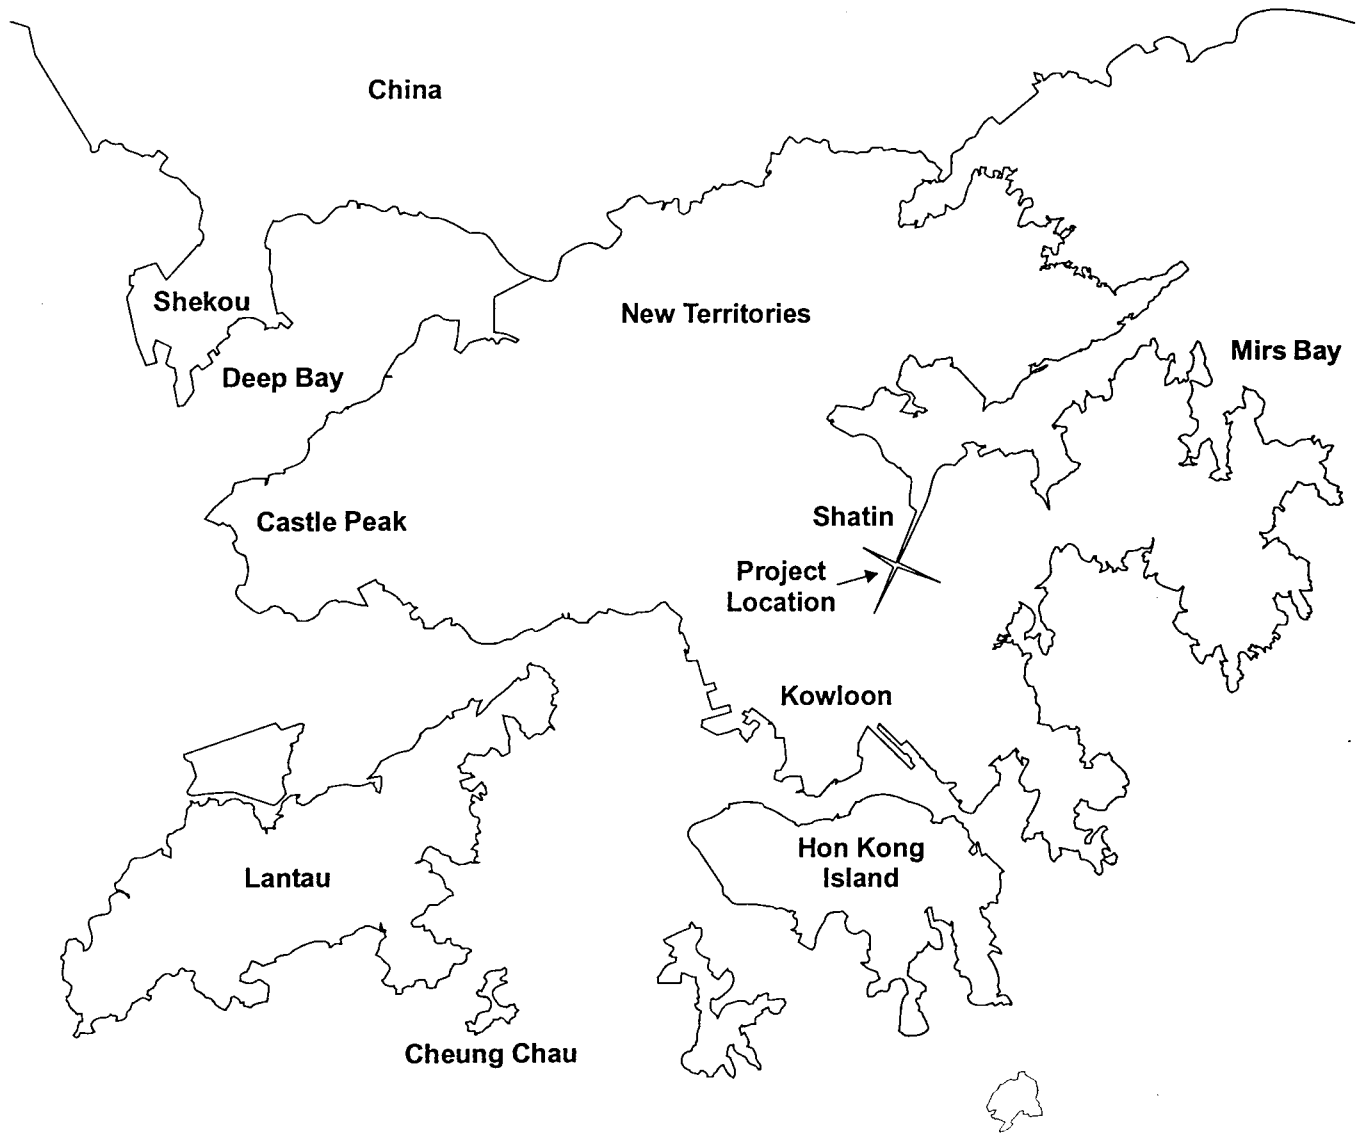 China
Shekou
New Territories
Mirs Bay
Deep Bay
Castle Peak
Shatin
Project
Location
Kowloon
Hon Kong
Island
Lantau
Cheung Chau